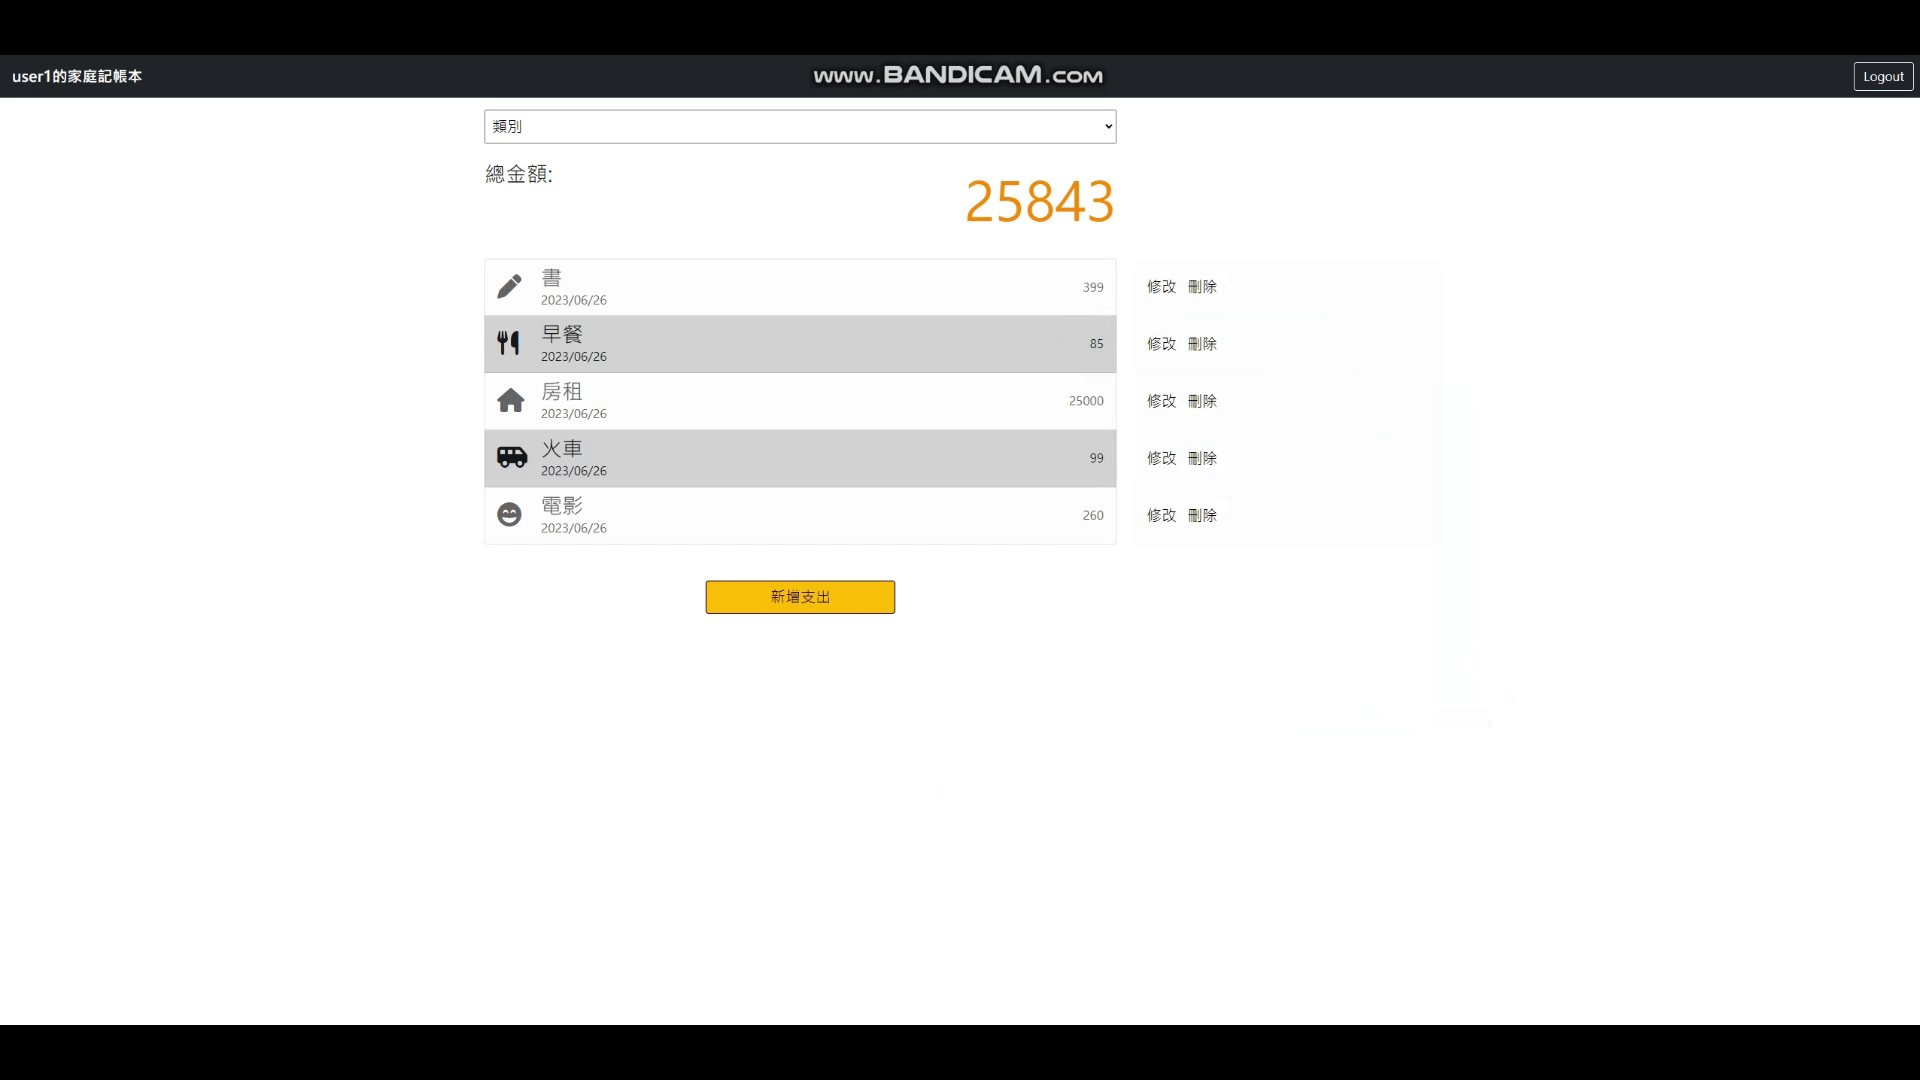 user1的家庭記帳本
www.BANDICAM.com
Logout
類別
總金額:
25843
書
2023/06/26
399
修改 刪除
早餐
2023/06/26
85
修改 刪除
房租
2023/06/26
25000
修改 刪除
火車
2023/06/26
99
修改 刪除
電影
2023/06/26
260
修改 刪除
新增支出